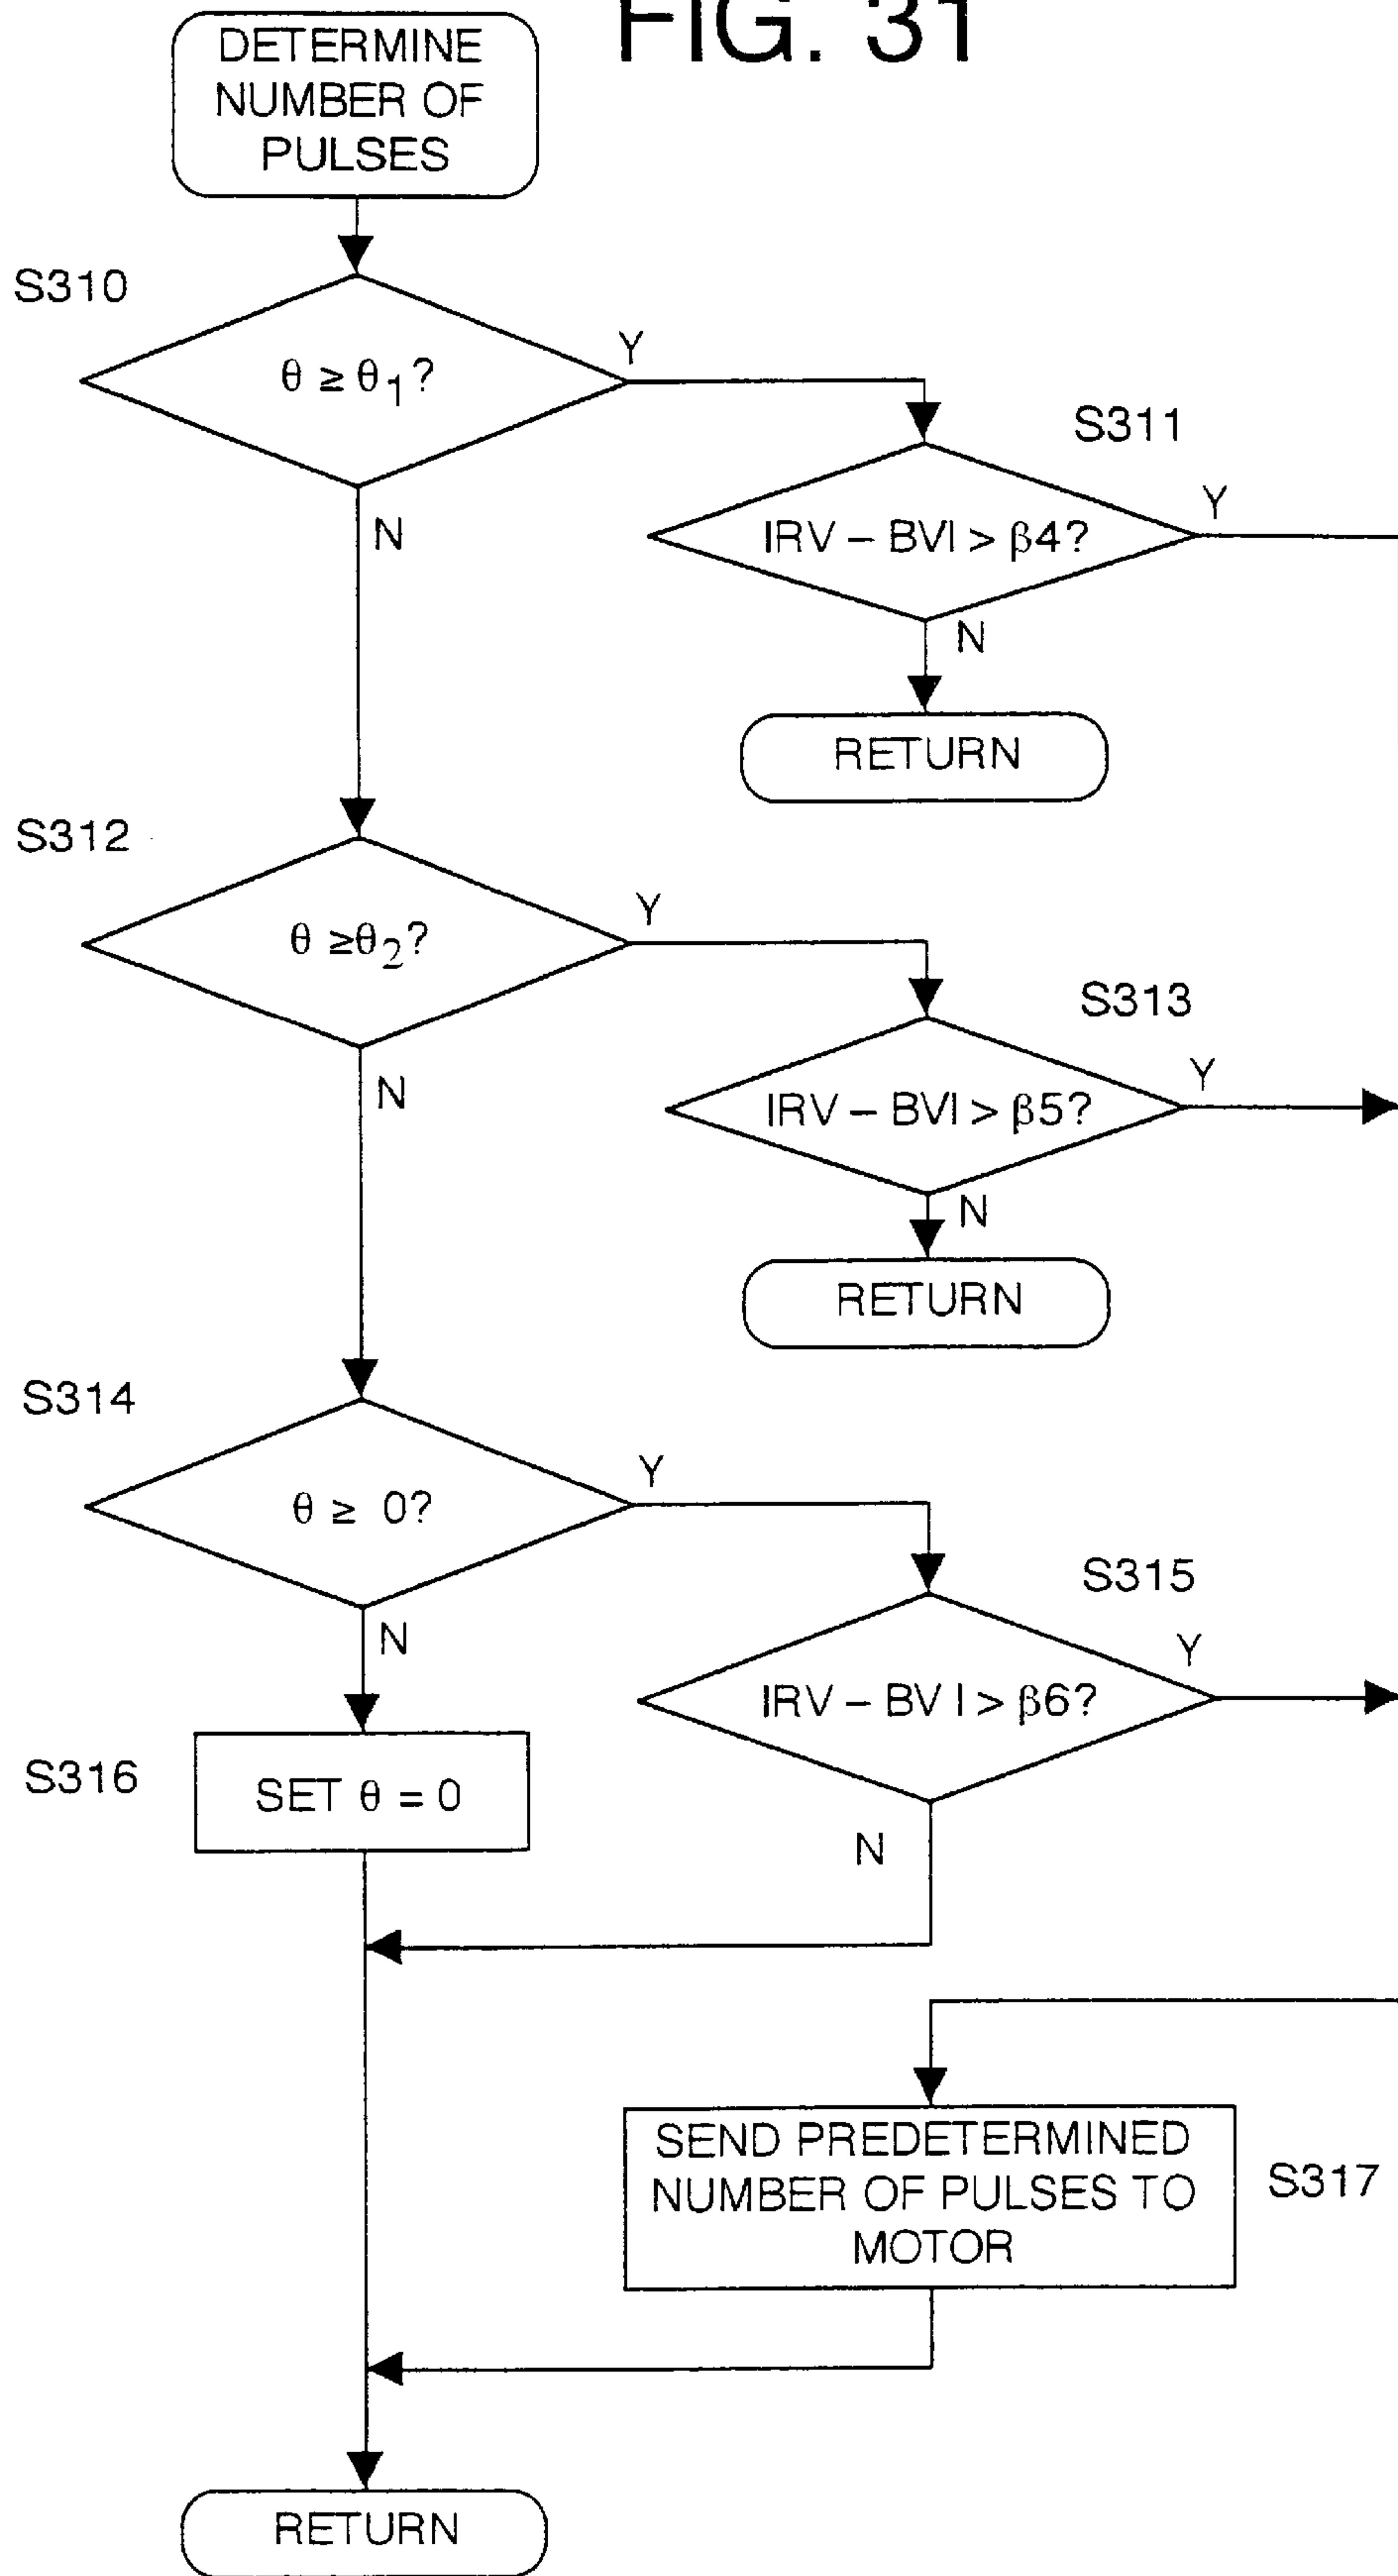 FIG. 31
DETERMINE
NUMBER OF
PULSES
S310
θ ≥ θ1?
Y
N
S311
IRV – BVI > β4?
Y
N
RETURN
S312
θ ≥θ2?
Y
N
S313
IRV – BVI > β5?
Y
N
RETURN
S314
θ ≥ 0?
Y
N
S315
IRV – BV I > β6?
Y
N
S316
SET θ = 0
SEND PREDETERMINED
NUMBER OF PULSES TO
MOTOR
S317
RETURN